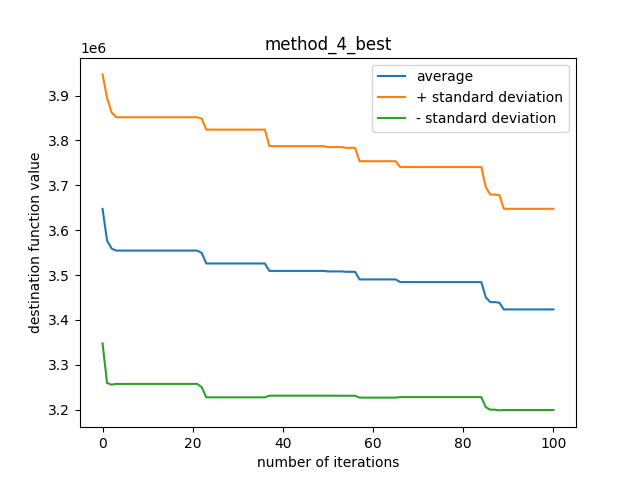 method_4_best
1e6
average
+ standard deviation
- standard deviation
3.9
3.8
3.7
3.6
3.5
3.4
3.3
3.2
destination function value
0 20 40 60 80 100
number of iterations